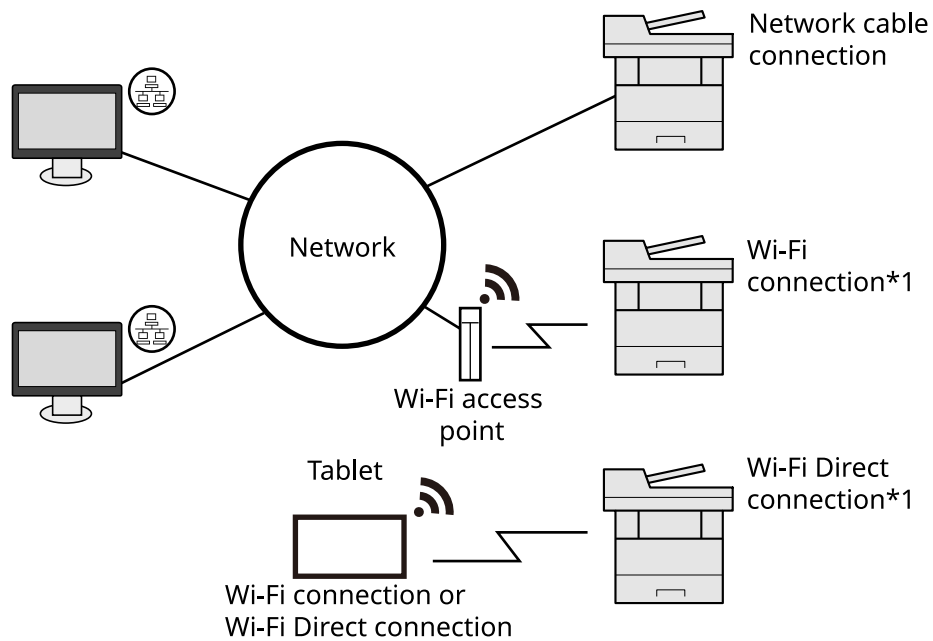 Network cable
connection
Network
Wi-Fi
connection*1
Wi-Fi access
point
Tablet
Wi-Fi Direct
connection*1
Wi-Fi connection or
Wi-Fi Direct connection